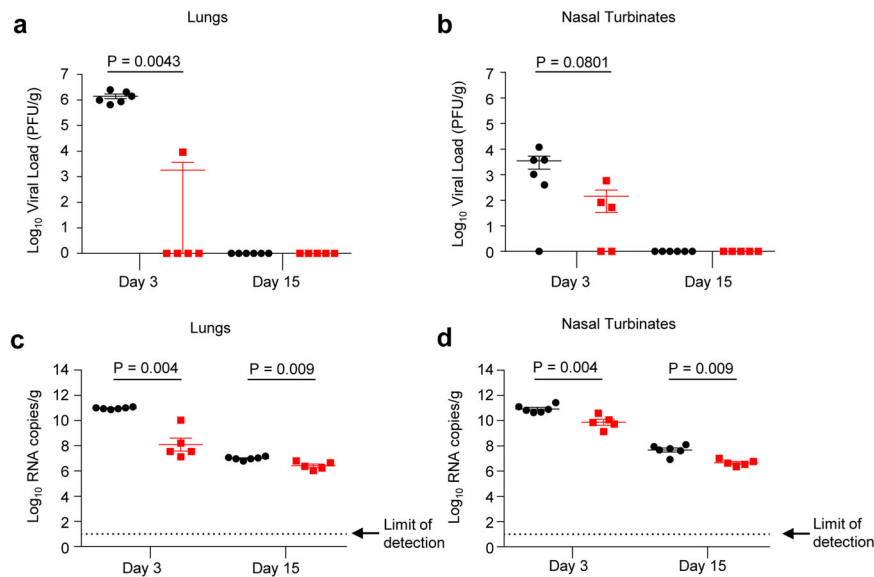 a
Lungs
P = 0.0043
Log10 Viral Load (PFU/g)
7
6
5
4
3
2
1
0
Day 3
Day 15
b
Nasal Turbinates
P = 0.0801
Log10 Viral Load (PFU/g)
7
6
5
4
3
2
1
0
Day 3
Day 15
c
Lungs
P = 0.004
P = 0.009
Log10 RNA copies/g
14
12
10
8
6
4
2
0
Limit of
detection
Day 3
Day 15
d
Nasal Turbinates
P = 0.004
P = 0.009
Log10 RNA copies/g
14
12
10
8
6
4
2
0
Limit of
detection
Day 3
Day 15